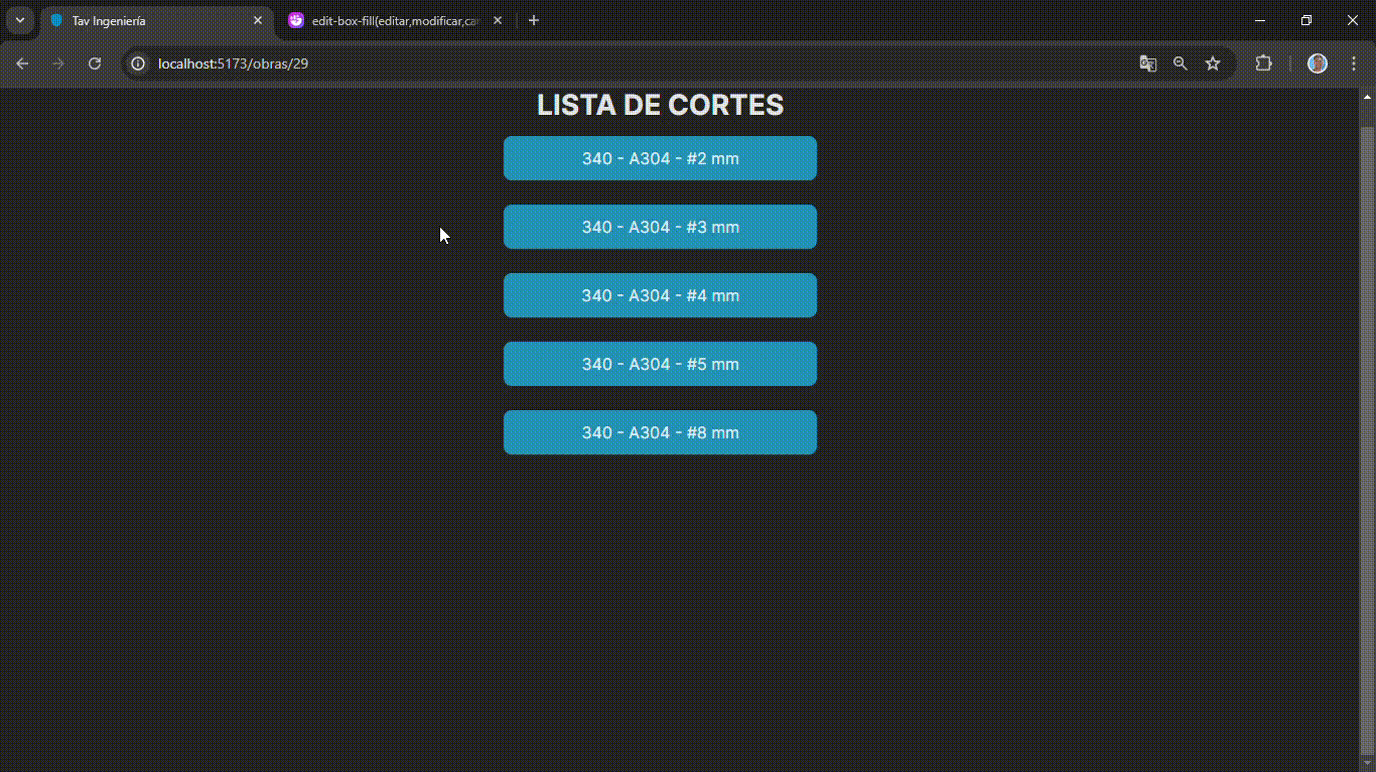 Tav Ingeniería
edit-box-fill(editar,modificar,ca
localhost:5173/obras/29
LISTA DE CORTES
340 - A304 - #2 mm
340 - A304 - #3 mm
340 - A304 - #4 mm
340 - A304 - #5 mm
340 - A304 - #8 mm